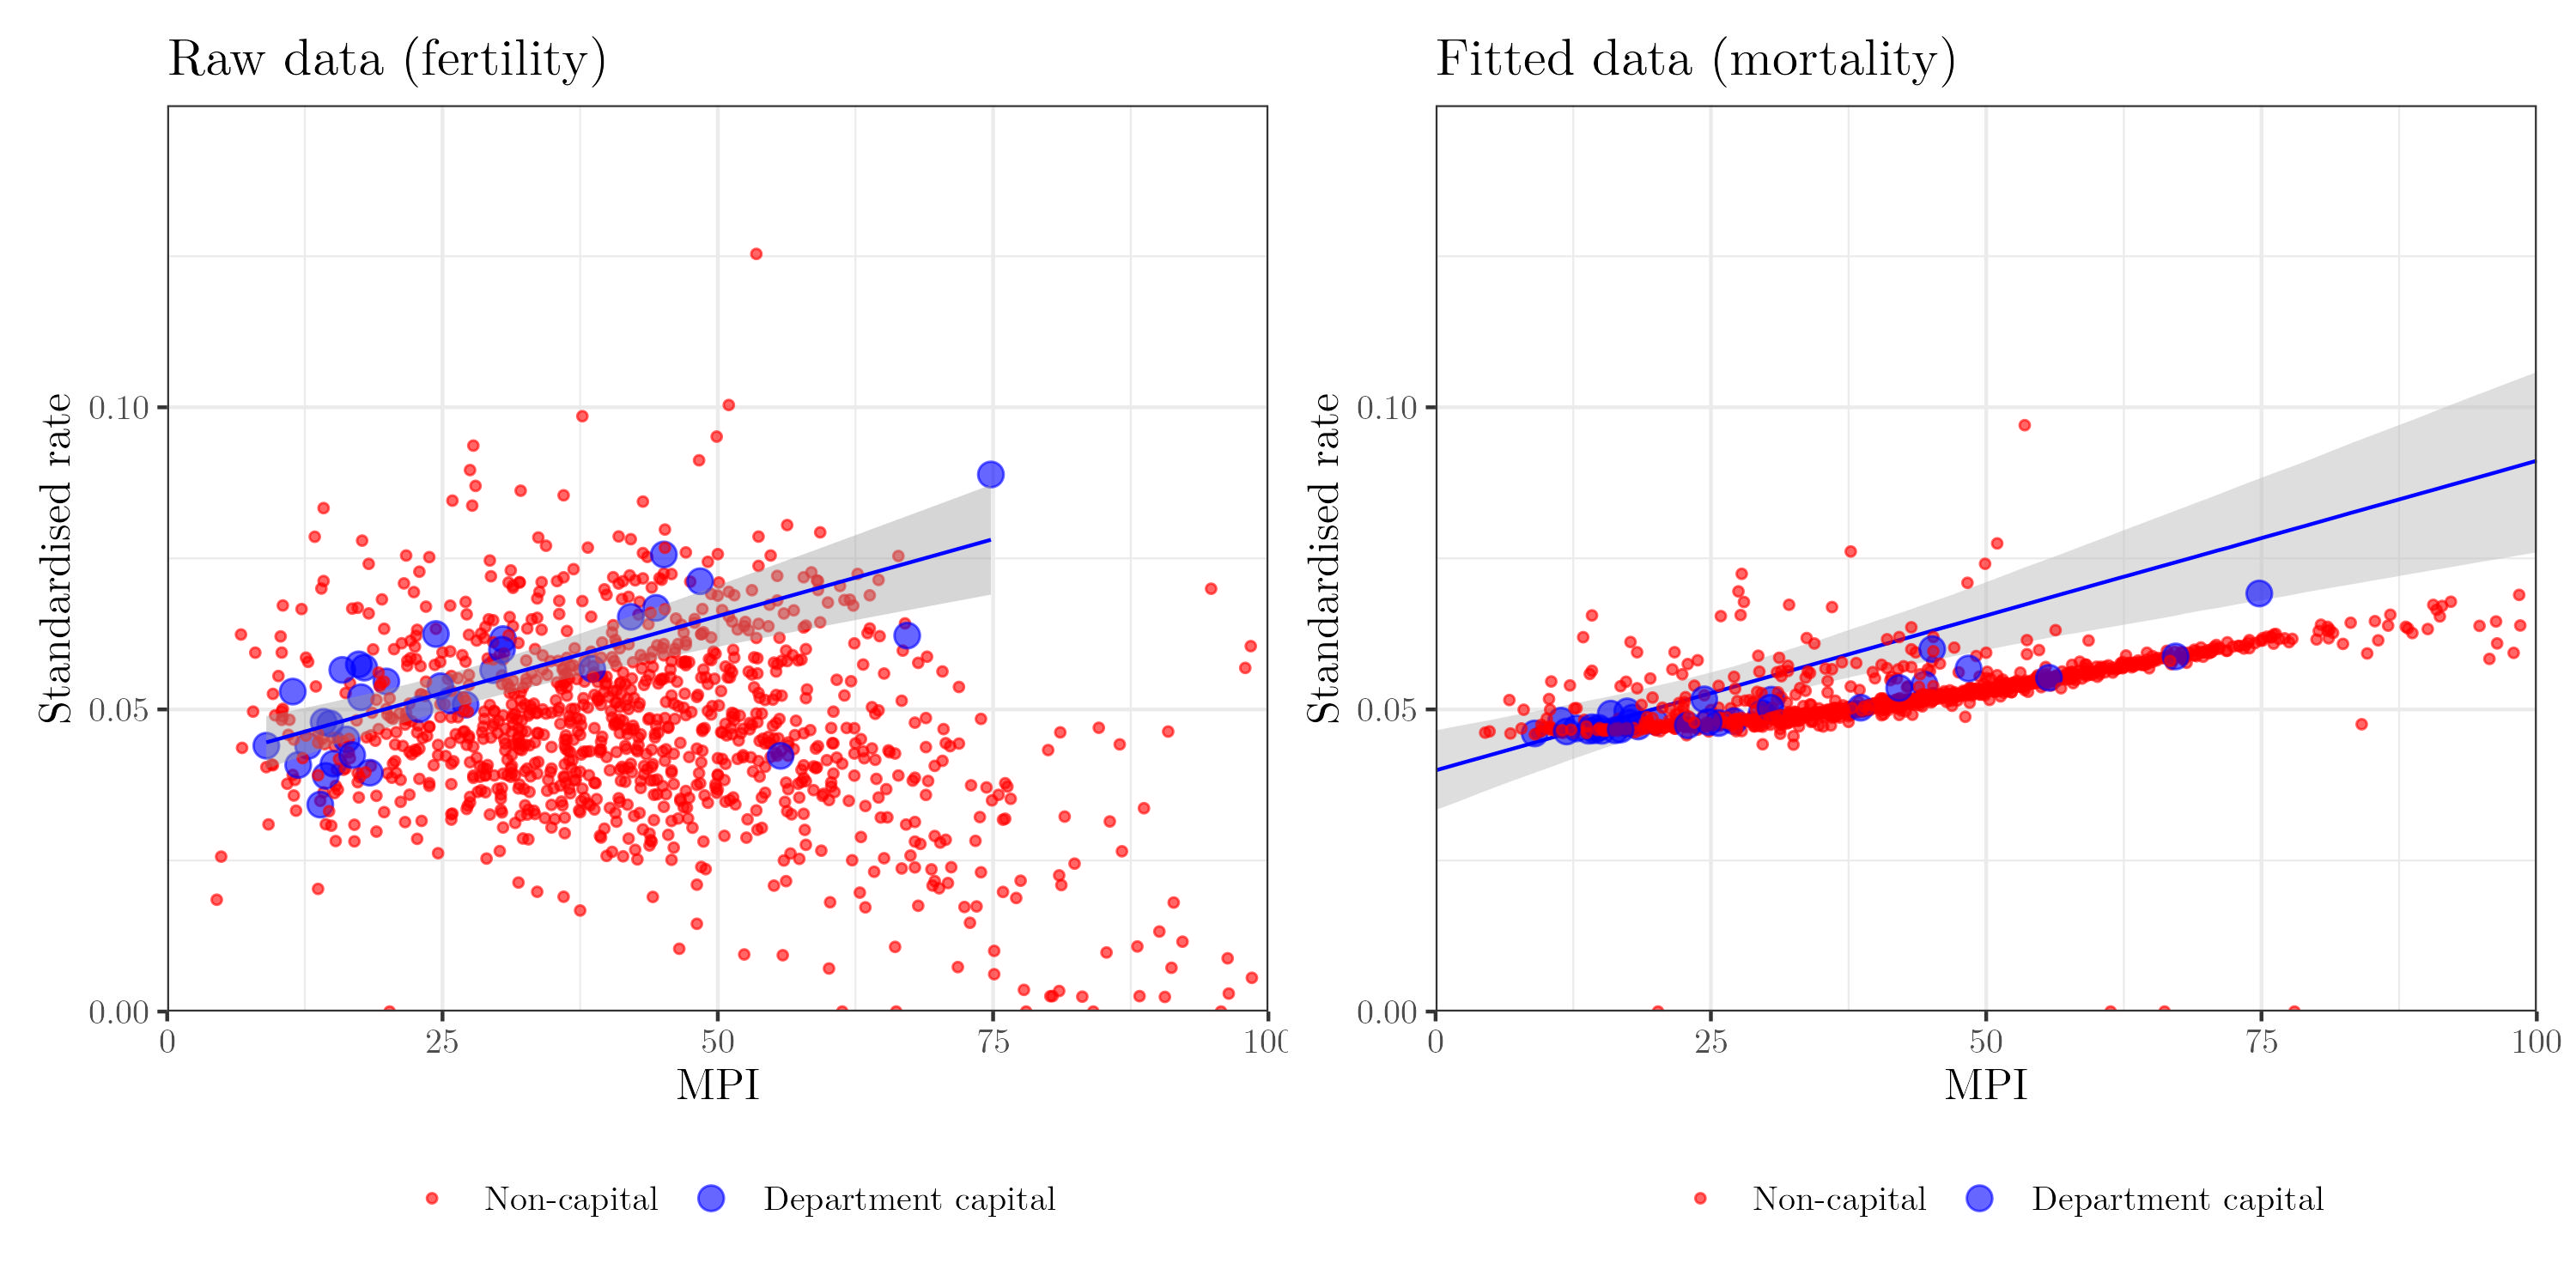 Raw data (fertility)
Standardised rate
0.10
0.05
0.00
0 25 50 75 100
MPI
Non-capital Department capital
Fitted data (mortality)
Standardised rate
0.10
0.05
0.00
0 25 50 75 100
MPI
Non-capital Department capital